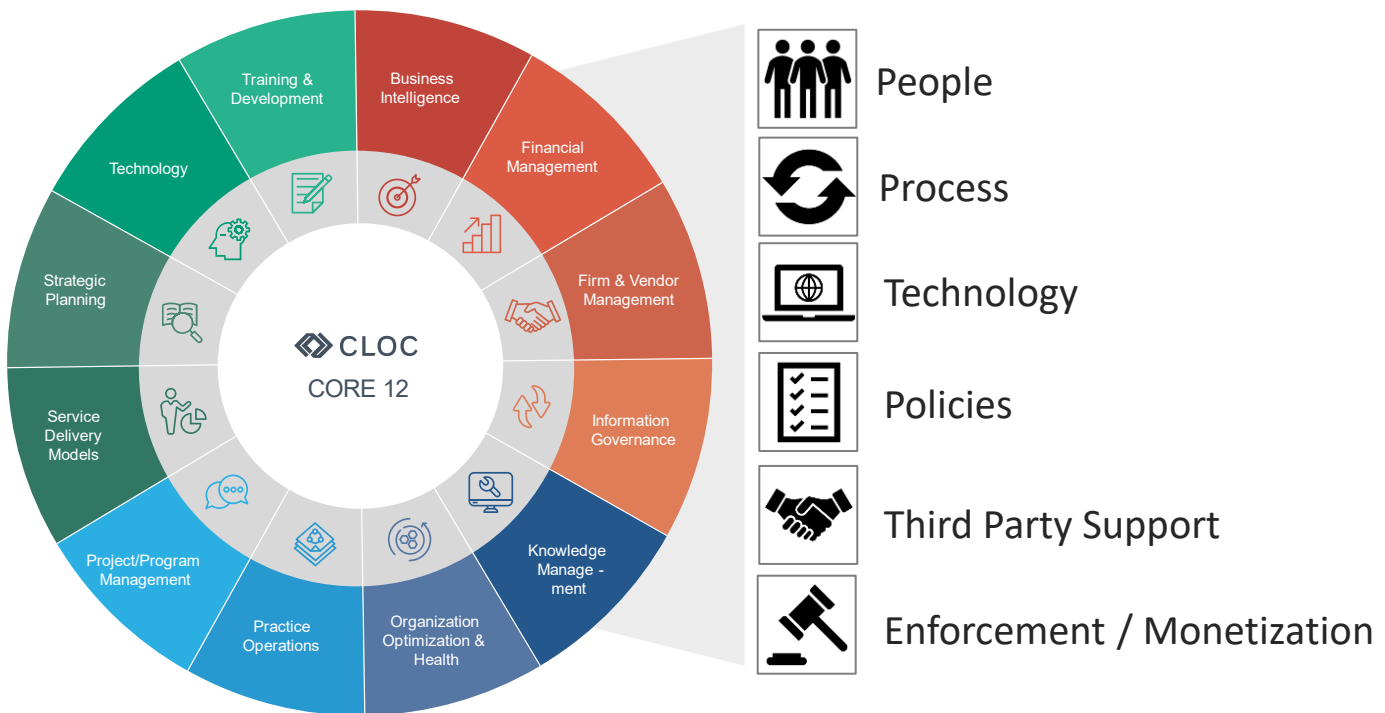 Training &
Development
Business
Intelligence
Financial
Management
Firm & Vendor
Management
Information
Governance
Knowledge
Manage -
ment
Organization
Optimization &
Health
Practice
Operations
Project/Program
Management
Service
Delivery
Models
Strategic
Planning
Technology
CLOC
CORE 12
People
Process
Technology
Policies
Third Party Support
Enforcement / Monetization